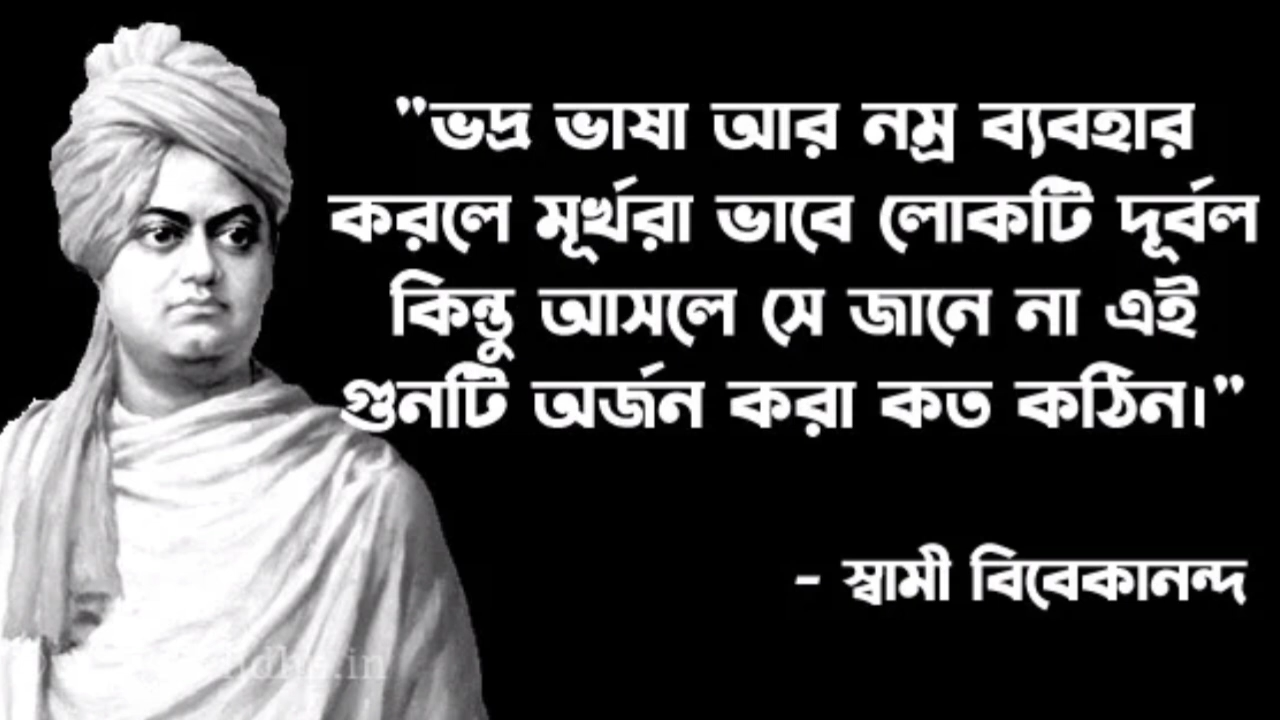 "ভদ্র ভাষা আর নম্র ব্যবহার
করলে মূর্খরা ভাবে লোকটি দূর্বল
কিন্তু আসলে সে জানে না এই
গুনটি অর্জন করা কত কঠিন।"
- স্বামী বিবেকানন্দ